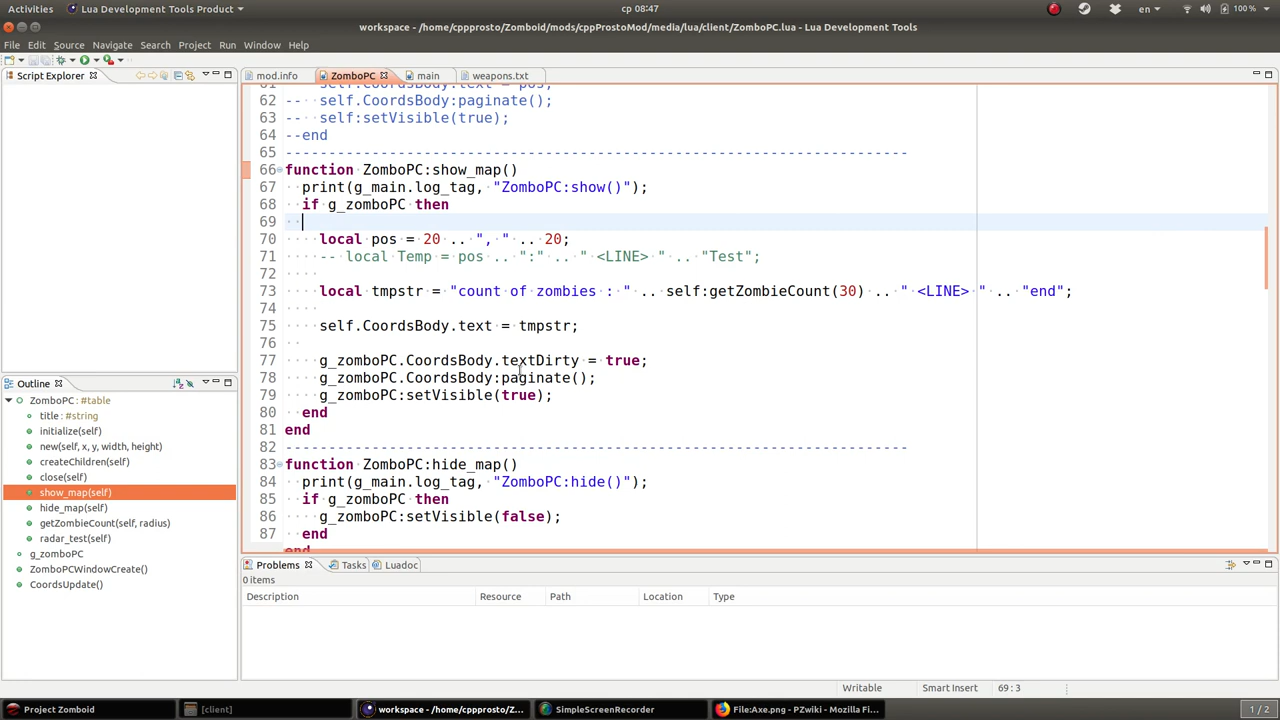 Activities Lua Development Tools Product ср 08:47 en 100 %
workspace - /home/cppprosto/Zomboid/mods/cppProstoMod/media/lua/client/ZomboPC.lua - Lua Development Tools
File Edit Source Navigate Search Project Run Window Help
Script Explorer mod.info ZomboPC main weapons.txt
61 self.CoordsBody.text = pos;
62 -- self.CoordsBody:paginate();
63 -- self:setVisible(true);
64 --end
65 -----------------------------------------------------------------------
66 function ZomboPC:show_map()
67 print(g_main.log_tag, "ZomboPC:show()");
68 if g_zomboPC then
69
70 local pos = 20 .. ", " .. 20;
71 -- local Temp = pos .. ":" .. " <LINE> " .. "Test";
72
73 local tmpstr = "count of zombies : " .. self:getZombieCount(30) .. " <LINE> " .. "end";
74
75 self.CoordsBody.text = tmpstr;
76
77 g_zomboPC.CoordsBody.textDirty = true;
78 g_zomboPC.CoordsBody:paginate();
79 g_zomboPC:setVisible(true);
80 end
81 end
82 -----------------------------------------------------------------------
83 function ZomboPC:hide_map()
84 print(g_main.log_tag, "ZomboPC:hide()");
85 if g_zomboPC then
86 g_zomboPC:setVisible(false);
87 end
end
Outline
ZomboPC: #table
title: #string
initialize(self)
new(self, x, y, width, height)
createChildren(self)
close(self)
show_map(self)
hide_map(self)
getZombieCount(self, radius)
radar_test(self)
g_zomboPC
ZomboPCWindowCreate()
CoordsUpdate()
Problems Tasks Luadoc
0 items
Description Resource Path Location Type
Writable Smart Insert 69 : 3
Project Zomboid [client] workspace - /home/cppprosto/Z... SimpleScreenRecorder File:Axe.png - PZwiki - Mozilla Fi... 1 / 2